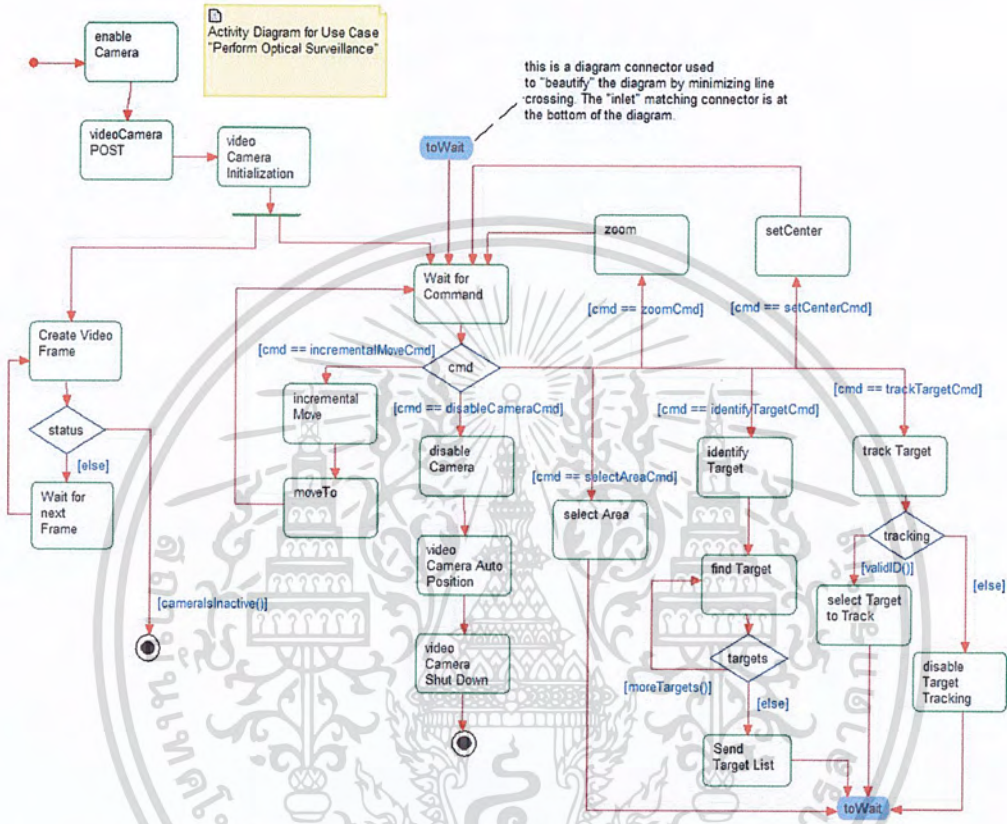 enable
Camera
Activity Diagram for Use Case
"Perform Optical Surveillance"
this is a diagram connector used
to "beautify" the diagram by minimizing line
crossing. The "inlet" matching connector is at
the bottom of the diagram.
videoCamera
POST
video
Camera
Initialization
toWait
zoom
setCenter
Wait for
Command
[cmd == zoomCmd]
[cmd == setCenterCmd]
Create Video
Frame
[cmd == incrementalMoveCmd]
cmd
incremental
Move
[cmd == disableCameraCmd]
[cmd == identifyTargetCmd]
[cmd == trackTargetCmd]
status
[else]
disable
Camera
identify
Target
track Target
[cmd == selectAreaCmd]
Wait for
next
Frame
moveTo
select Area
tracking
video
Camera Auto
Position
find Target
[validID()]
[else]
select Target
to Track
[cameraIsInactive()]
video
Camera
Shut Down
targets
[moreTargets()]
[else]
disable
Target
Tracking
Send
Target List
toWait